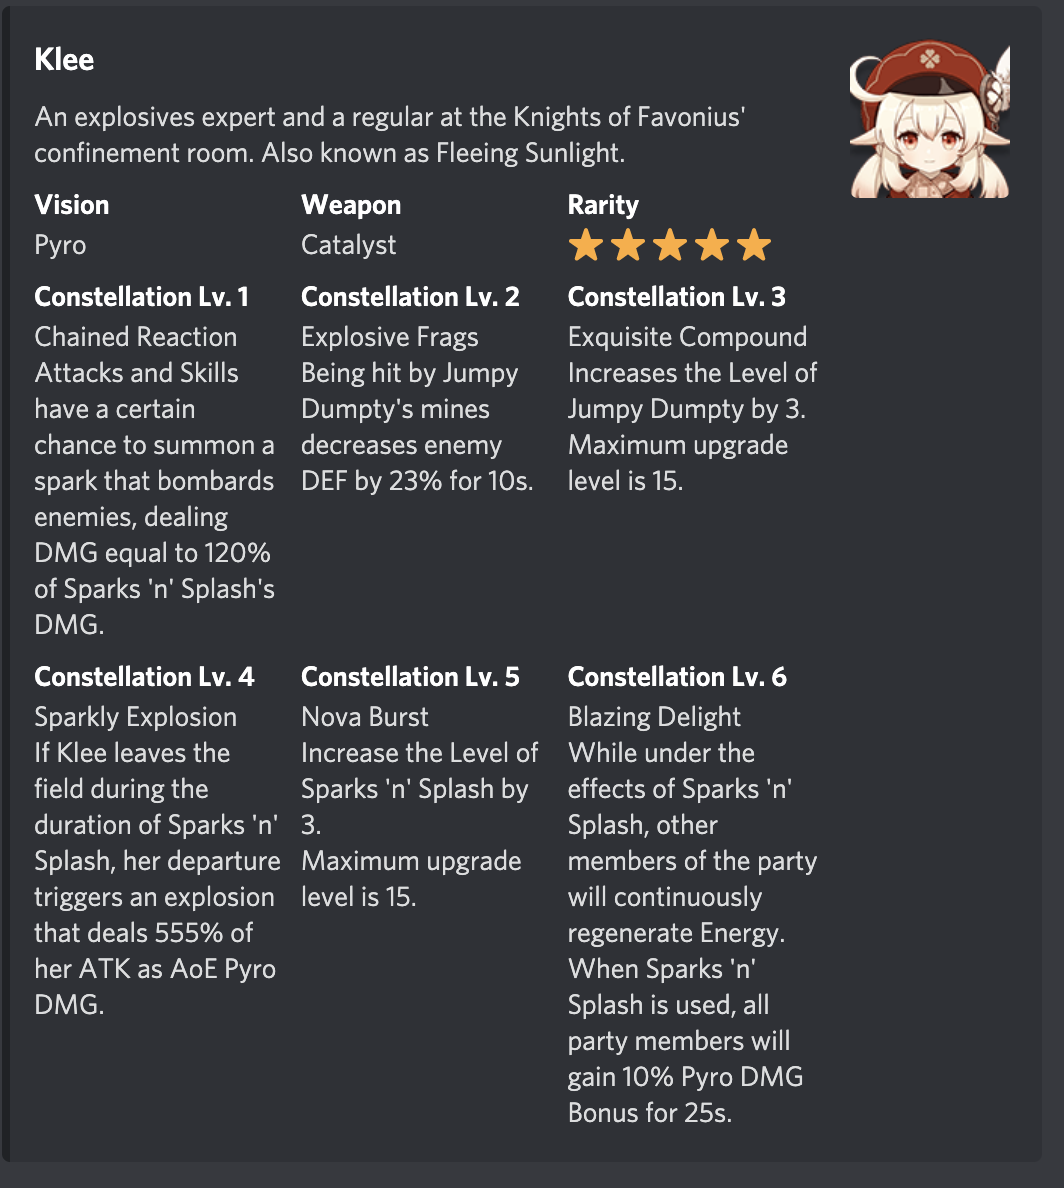 Klee
An explosives expert and a regular at the Knights of Favonius'
confinement room. Also known as Fleeing Sunlight.
Vision
Pyro
Weapon
Catalyst
Rarity
Constellation Lv. 1
Chained Reaction
Attacks and Skills
have a certain
chance to summon a
spark that bombards
enemies, dealing
DMG equal to 120%
of Sparks 'n' Splash's
DMG.
Constellation Lv. 2
Explosive Frags
Being hit by Jumpy
Dumpty's mines
decreases enemy
DEF by 23% for 10s.
Constellation Lv. 3
Exquisite Compound
Increases the Level of
Jumpy Dumpty by 3.
Maximum upgrade
level is 15.
Constellation Lv. 4
Sparkly Explosion
If Klee leaves the
field during the
duration of Sparks 'n'
Splash, her departure
triggers an explosion
that deals 555% of
her ATK as AoE Pyro
DMG.
Constellation Lv. 5
Nova Burst
Increase the Level of
Sparks 'n' Splash by
3.
Maximum upgrade
level is 15.
Constellation Lv. 6
Blazing Delight
While under the
effects of Sparks 'n'
Splash, other
members of the party
will continuously
regenerate Energy.
When Sparks 'n'
Splash is used, all
party members will
gain 10% Pyro DMG
Bonus for 25s.